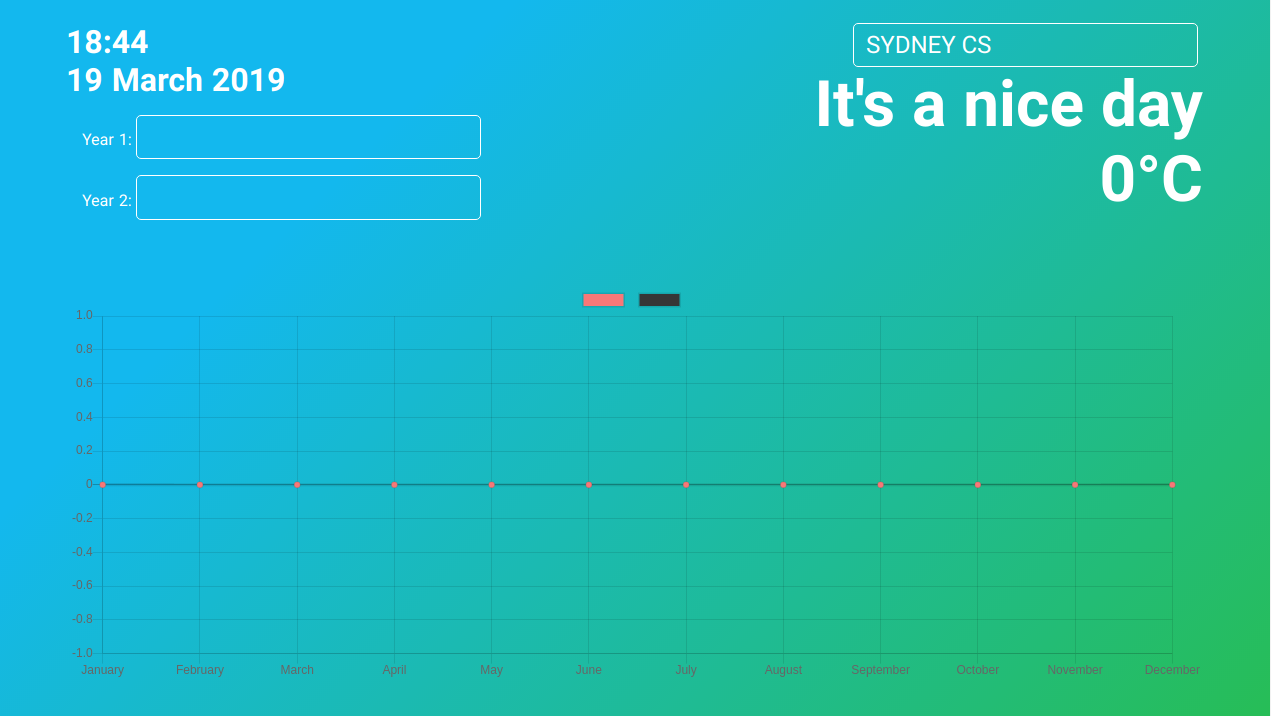 18:44
19 March 2019
SYDNEY CS
It's a nice day
0°C
Year 1:
Year 2:
1.0
0.8
0.6
0.4
0.2
0
-0.2
-0.4
-0.6
-0.8
-1.0
January February March April May June July August September October November December